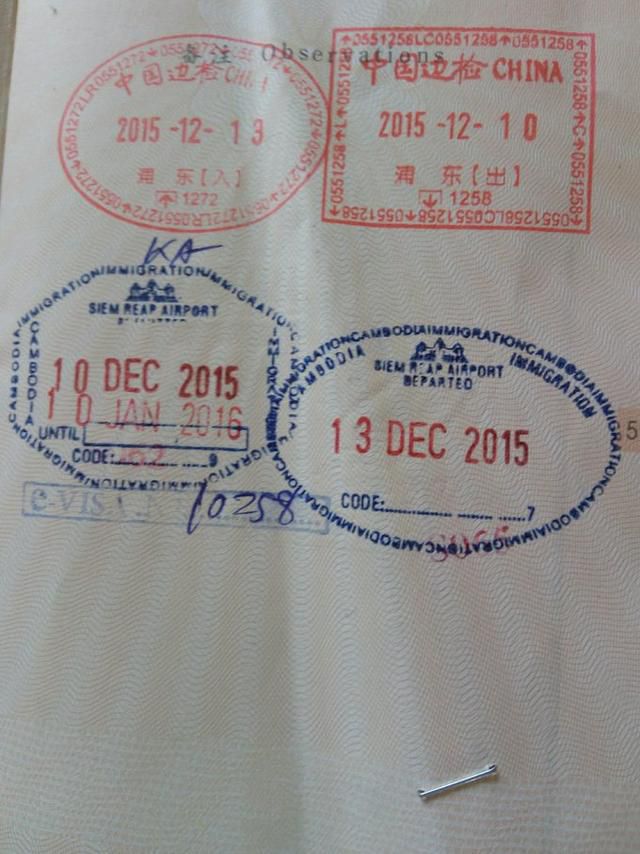 备注 Observations
中国边检 CHINA
2015-12-13
浦东【入】
1272
中国边检 CHINA
2015-12-10
浦东【出】
1258
KA
IMMIGRATION
SIEM REAP AIRPORT
CAMBODIA
10 DEC 2015
10 JAN 2016
UNTIL
CODE: 9
e-VISA
10258
CAMBODIA IMMIGRATION
SIEM REAP AIRPORT
DEPARTED
13 DEC 2015
CODE: 7
5